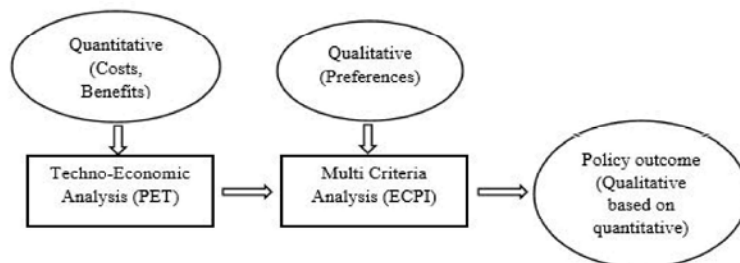 Quantitative
(Costs,
Benefits)
Qualitative
(Preferences)
Techno-Economic
Analysis (PET)
Multi Criteria
Analysis (ECPI)
Policy outcome
(Qualitative
based on
quantitative)